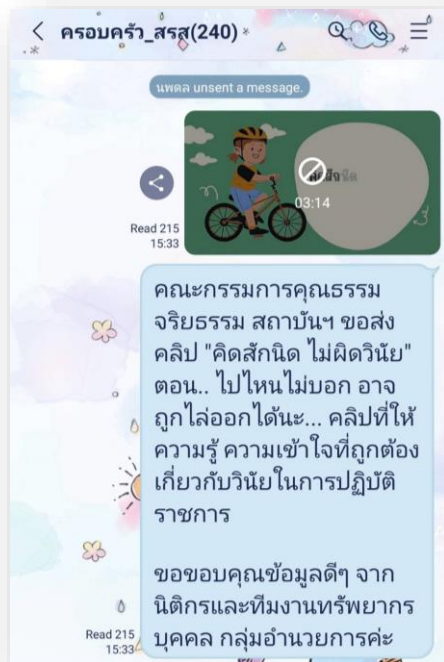 ครอบครัว_สรส(240)
นพดล unsent a message.
03:14
Read 215
15:33
คณะกรรมการคุณธรรม
จริยธรรม สถาบันฯ ขอส่ง
คลิป "คิดสักนิด ไม่ผิดวินัย"
ตอน.. ไปไหนไม่บอก อาจ
ถูกไล่ออกได้นะ... คลิปที่ให้
ความรู้ ความเข้าใจที่ถูกต้อง
เกี่ยวกับวินัยในการปฏิบัติ
ราชการ
ขอขอบคุณข้อมูลดีๆ จาก
นิติกรและทีมงานทรัพยากร
บุคคล กลุ่มอำนวยการค่ะ
Read 215
15:33